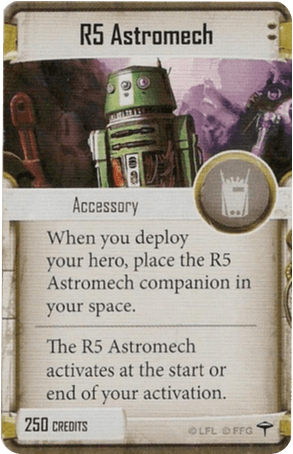 R5 Astromech
Accessory
When you deploy
your hero, place the R5
Astromech companion in
your space.
The R5 Astromech
activates at the start or
end of your activation.
250 CREDITS
©LFL ©FFG